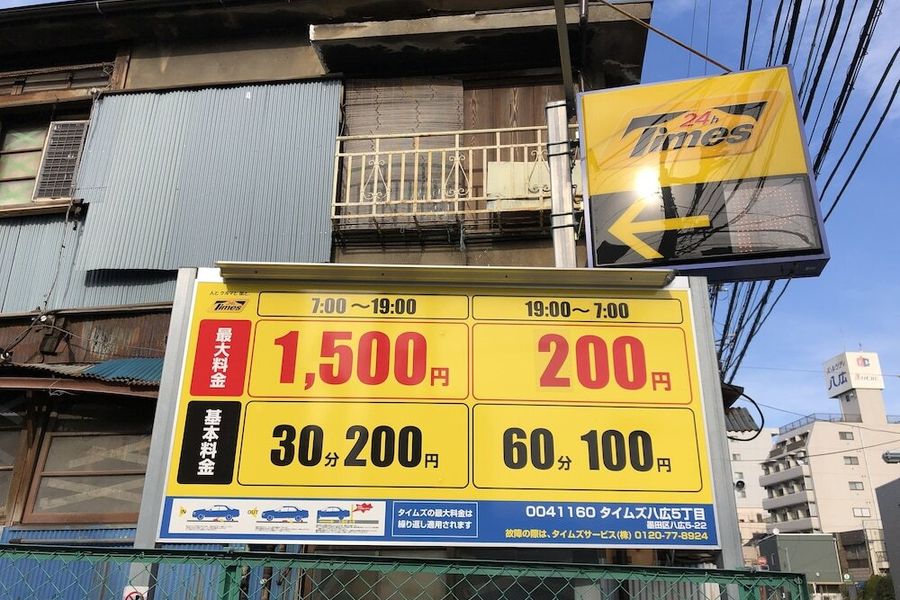 24h
Times
Times
7:00～19:00
19:00～7:00
最大料金
1,500円
200円
基本料金
30分200円
60分100円
IN
OUT
タイムズの最大料金は
繰り返し適用されます
0041160 タイムズ八広5丁目
墨田区八広5-22
故障の際は、タイムズサービス(株) 0120-77-8924
八広